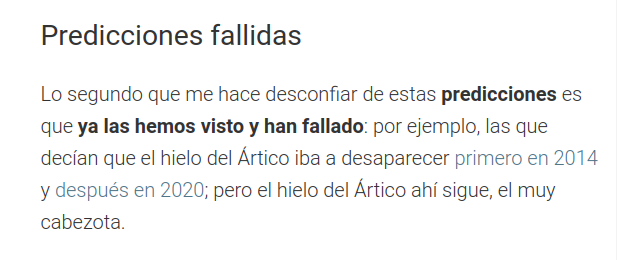 Predicciones fallidas
Lo segundo que me hace desconfiar de estas predicciones es
que ya las hemos visto y han fallado: por ejemplo, las que
decían que el hielo del Ártico iba a desaparecer primero en 2014
y después en 2020; pero el hielo del Ártico ahí sigue, el muy
cabezota.